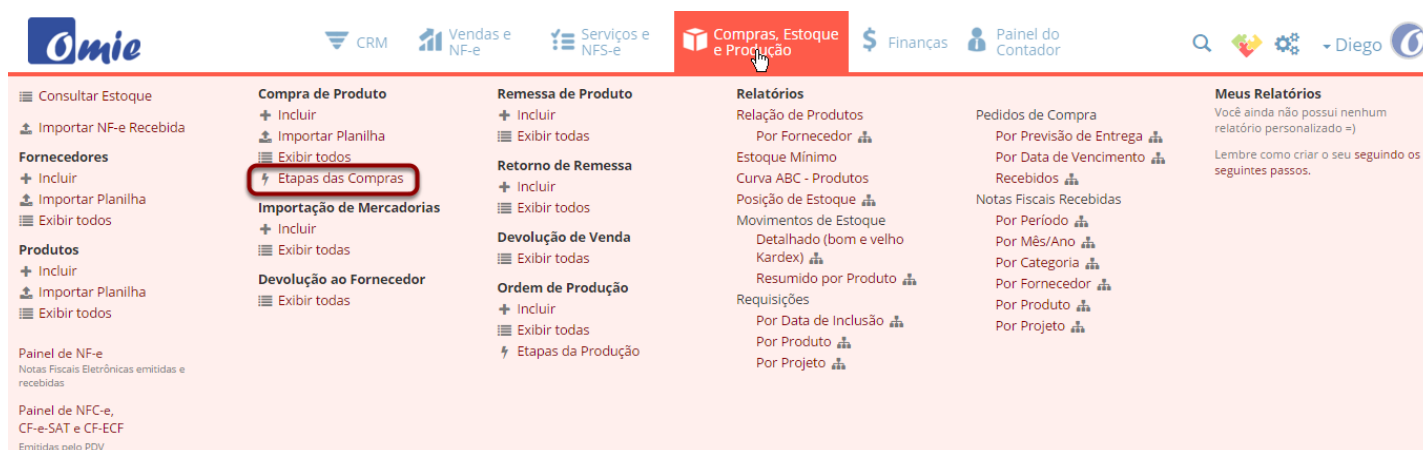 Omie
CRM
Vendas e
NF-e
Serviços e
NFS-e
Compras, Estoque
e Produção
Finanças
Painel do
Contador
Diego
Consultar Estoque
Importar NF-e Recebida
Fornecedores
Incluir
Importar Planilha
Exibir todos
Produtos
Incluir
Importar Planilha
Exibir todos
Painel de NF-e
Notas Fiscais Eletrônicas emitidas e
recebidas
Painel de NFC-e,
CF-e-SAT e CF-ECF
Emitidas pelo PDV
Compra de Produto
Incluir
Importar Planilha
Exibir todos
Etapas das Compras
Importação de Mercadorias
Incluir
Exibir todas
Devolução ao Fornecedor
Exibir todas
Remessa de Produto
Incluir
Exibir todas
Retorno de Remessa
Incluir
Exibir todos
Devolução de Venda
Exibir todas
Ordem de Produção
Incluir
Exibir todas
Etapas da Produção
Relatórios
Relação de Produtos
Por Fornecedor
Estoque Mínimo
Curva ABC - Produtos
Posição de Estoque
Movimentos de Estoque
Detalhado (bom e velho
Kardex)
Resumido por Produto
Requisições
Por Data de Inclusão
Por Produto
Por Projeto
Pedidos de Compra
Por Previsão de Entrega
Por Data de Vencimento
Recebidos
Notas Fiscais Recebidas
Por Período
Por Mês/Ano
Por Categoria
Por Fornecedor
Por Produto
Por Projeto
Meus Relatórios
Você ainda não possui nenhum
relatório personalizado =)
Lembre como criar o seu seguindo os
seguintes passos.